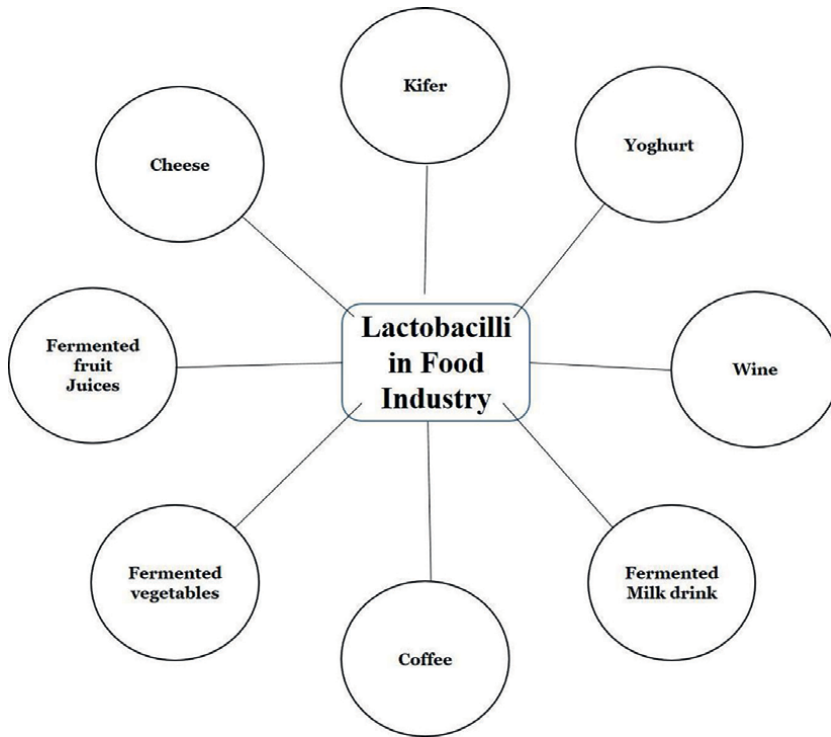 Kifer
Yoghurt
Cheese
Lactobacilli
in Food
Industry
Fermented
fruit
Juices
Wine
Fermented
vegetables
Fermented
Milk drink
Coffee